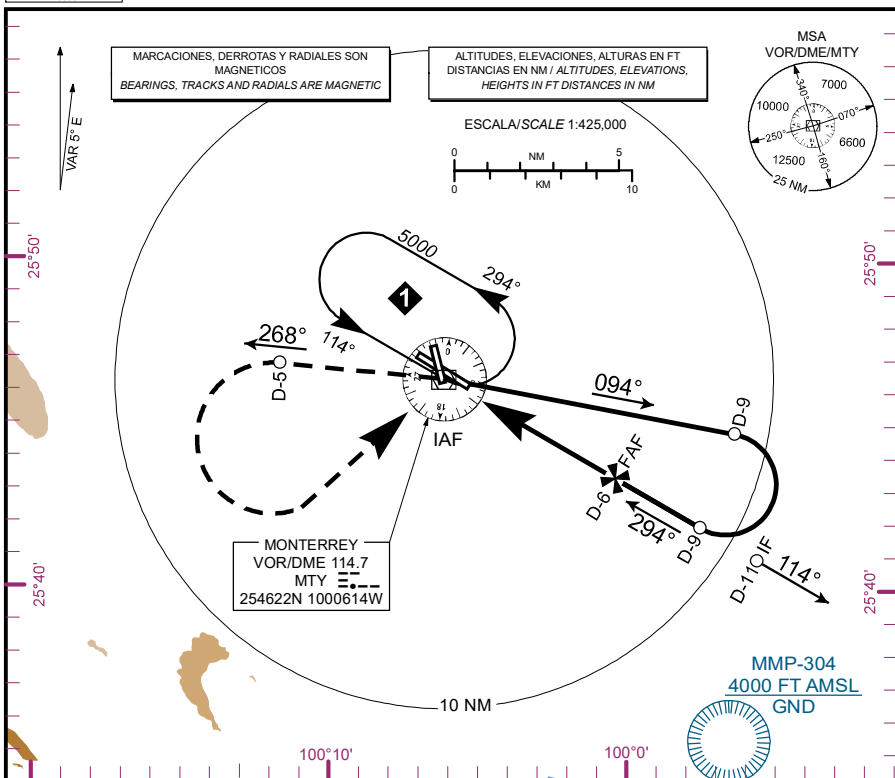 MARCACIONES, DERROTAS Y RADIALES SON
MAGNETICOS
BEARINGS, TRACKS AND RADIALS ARE MAGNETIC
ALTITUDES, ELEVACIONES, ALTURAS EN FT
DISTANCIAS EN NM / ALTITUDES, ELEVATIONS,
HEIGHTS IN FT DISTANCES IN NM
MSA
VOR/DME/MTY
340°
7000
10000
070°
250°
6600
12500
160°
25 NM
VAR 5° E
ESCALA/SCALE 1:425,000
0 NM 5
0 KM 10
25°50'
25°50'
5000
294°
1
114°
268°
D-5
0
27
18
IAF
094°
D-9
FAF
D-6
294°
D-9
D-11 IF
114°
MONTERREY
VOR/DME 114.7
MTY
254622N 1000614W
25°40'
25°40'
MMP-304
4000 FT AMSL
GND
10 NM
100°10'
100°0'